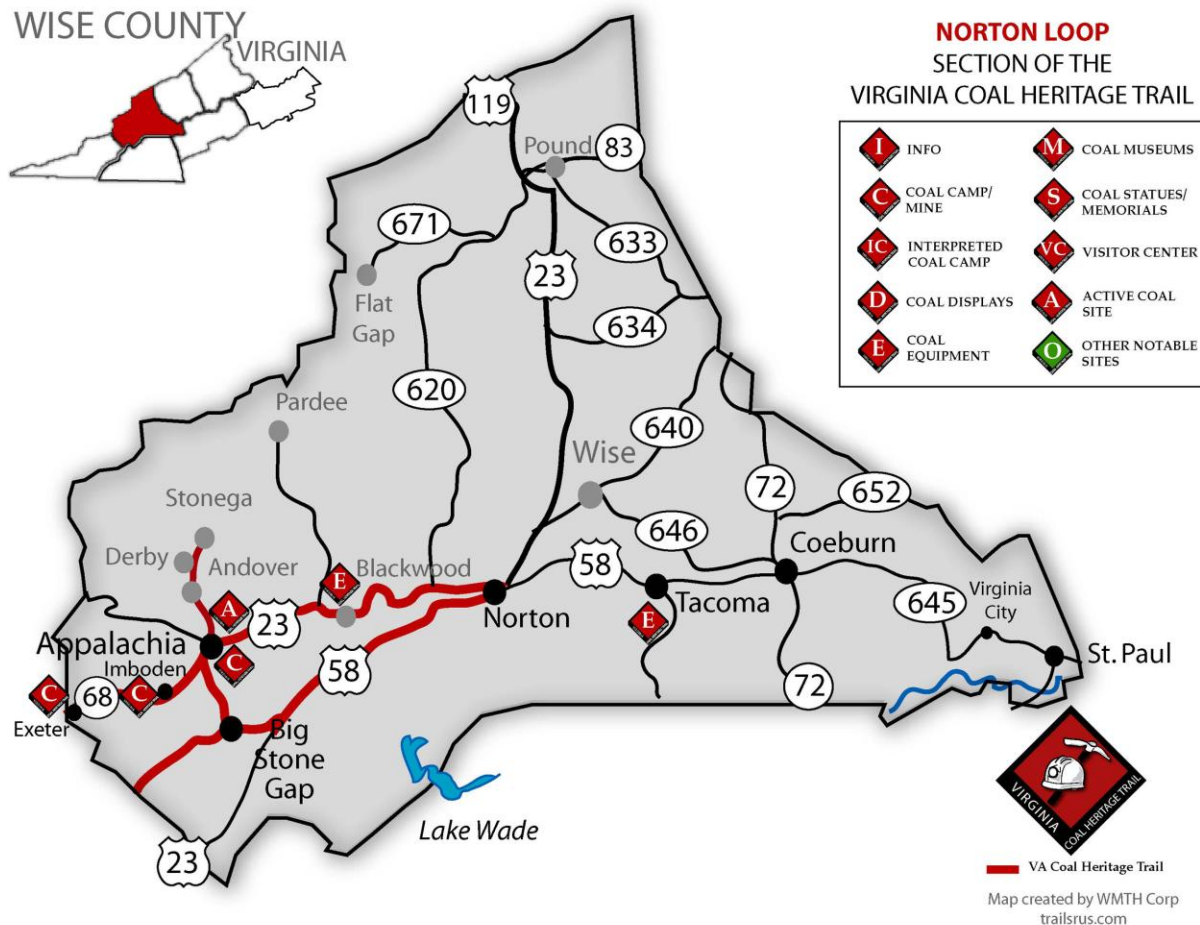 WISE COUNTY
VIRGINIA
NORTON LOOP
SECTION OF THE
VIRGINIA COAL HERITAGE TRAIL
I INFO
C COAL CAMP/
MINE
IC INTERPRETED
COAL CAMP
D COAL DISPLAYS
E COAL
EQUIPMENT
M COAL MUSEUMS
S COAL STATUES/
MEMORIALS
VC VISITOR CENTER
A ACTIVE COAL
SITE
O OTHER NOTABLE
SITES
119
Pound
83
671
633
23
Flat
Gap
634
620
Pardee
640
Wise
72
652
Stonega
646
Derby
Andover
E
Blackwood
58
Coeburn
A
23
Norton
Tacoma
645
Virginia
City
E
Appalachia
Imboden
C
58
St. Paul
C
68
C
72
Exeter
Big
Stone
Gap
Lake Wade
23
VIRGINIA
COAL HERITAGE TRAIL
VA Coal Heritage Trail
Map created by WMTH Corp
trailsrus.com